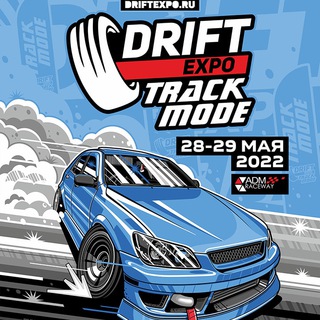 DRIFTEXPO.RU
DRIFT
EXPO
TRACK
MODE
28-29 МАЯ
2022
ADM
RACEWAY